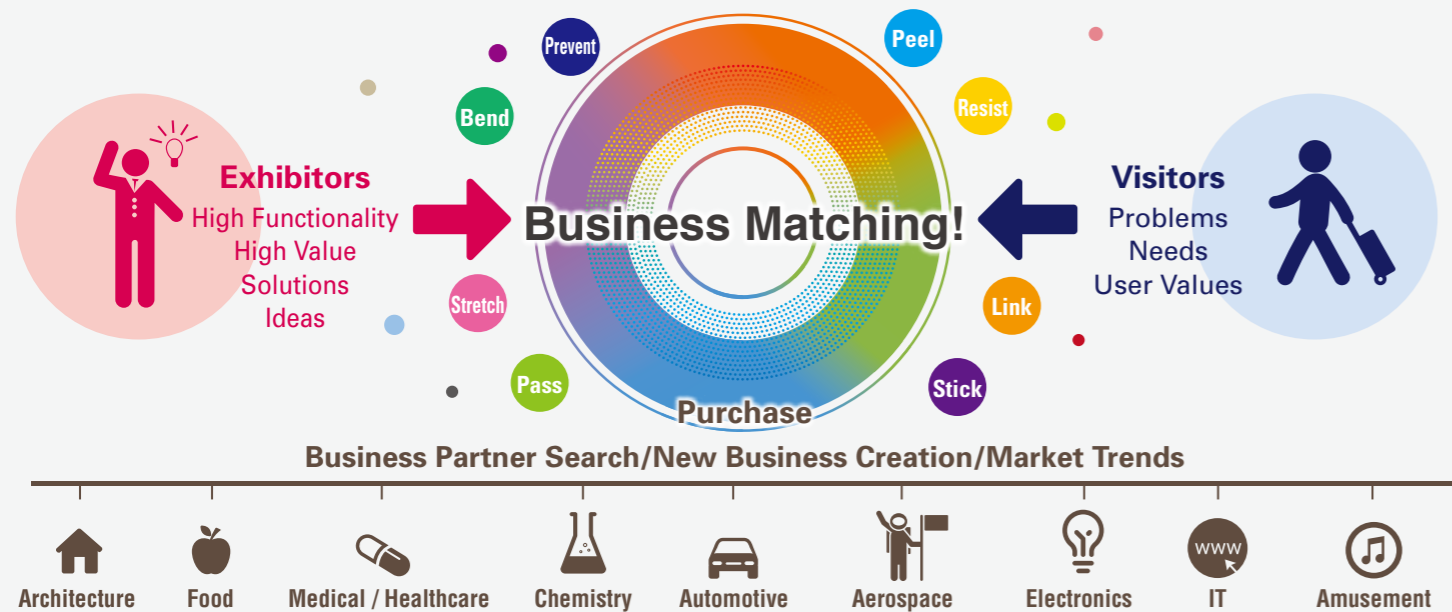 Prevent
Peel
Bend
Resist
Exhibitors
High Functionality
High Value
Solutions
Ideas
Business Matching!
Visitors
Problems
Needs
User Values
Stretch
Link
Pass
Stick
Purchase
Business Partner Search/New Business Creation/Market Trends
www
Architecture
Food
Medical / Healthcare
Chemistry
Automotive
Aerospace
Electronics
IT
Amusement